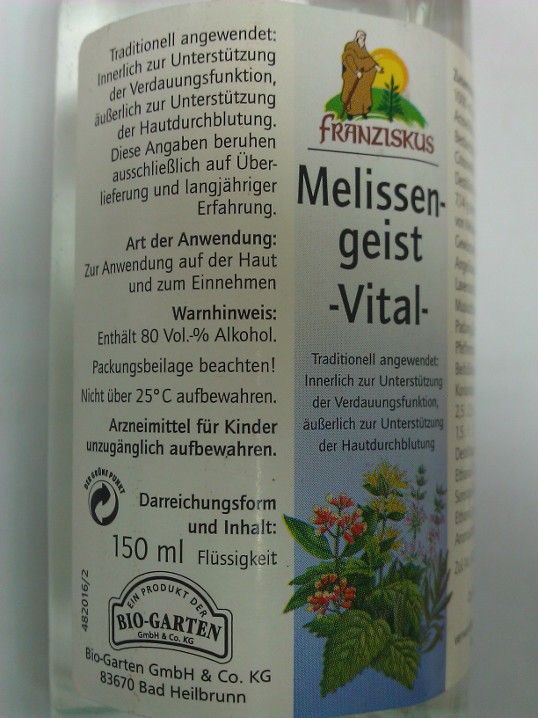 Traditionell angewendet:
Innerlich zur Unterstützung
der Verdauungsfunktion,
äußerlich zur Unterstützung
der Hautdurchblutung.
Diese Angaben beruhen
ausschließlich auf Über-
lieferung und langjähriger
Erfahrung.
Art der Anwendung:
Zur Anwendung auf der Haut
und zum Einnehmen
Warnhinweis:
Enthält 80 Vol.-% Alkohol.
Packungsbeilage beachten!
Nicht über 25°C aufbewahren.
Arzneimittel für Kinder
unzugänglich aufbewahren.
DER GRÜNE PUNKT
Darreichungsform
und Inhalt:
150 ml Flüssigkeit
482016/2
EIN PRODUKT DER
BIO-GARTEN
GmbH & Co. KG
Bio-Garten GmbH & Co. KG
83670 Bad Heilbrunn
FRANZISKUS
Melissen-
geist
-Vital-
Traditionell angewendet:
Innerlich zur Unterstützung
der Verdauungsfunktion,
äußerlich zur Unterstützung
der Hautdurchblutung